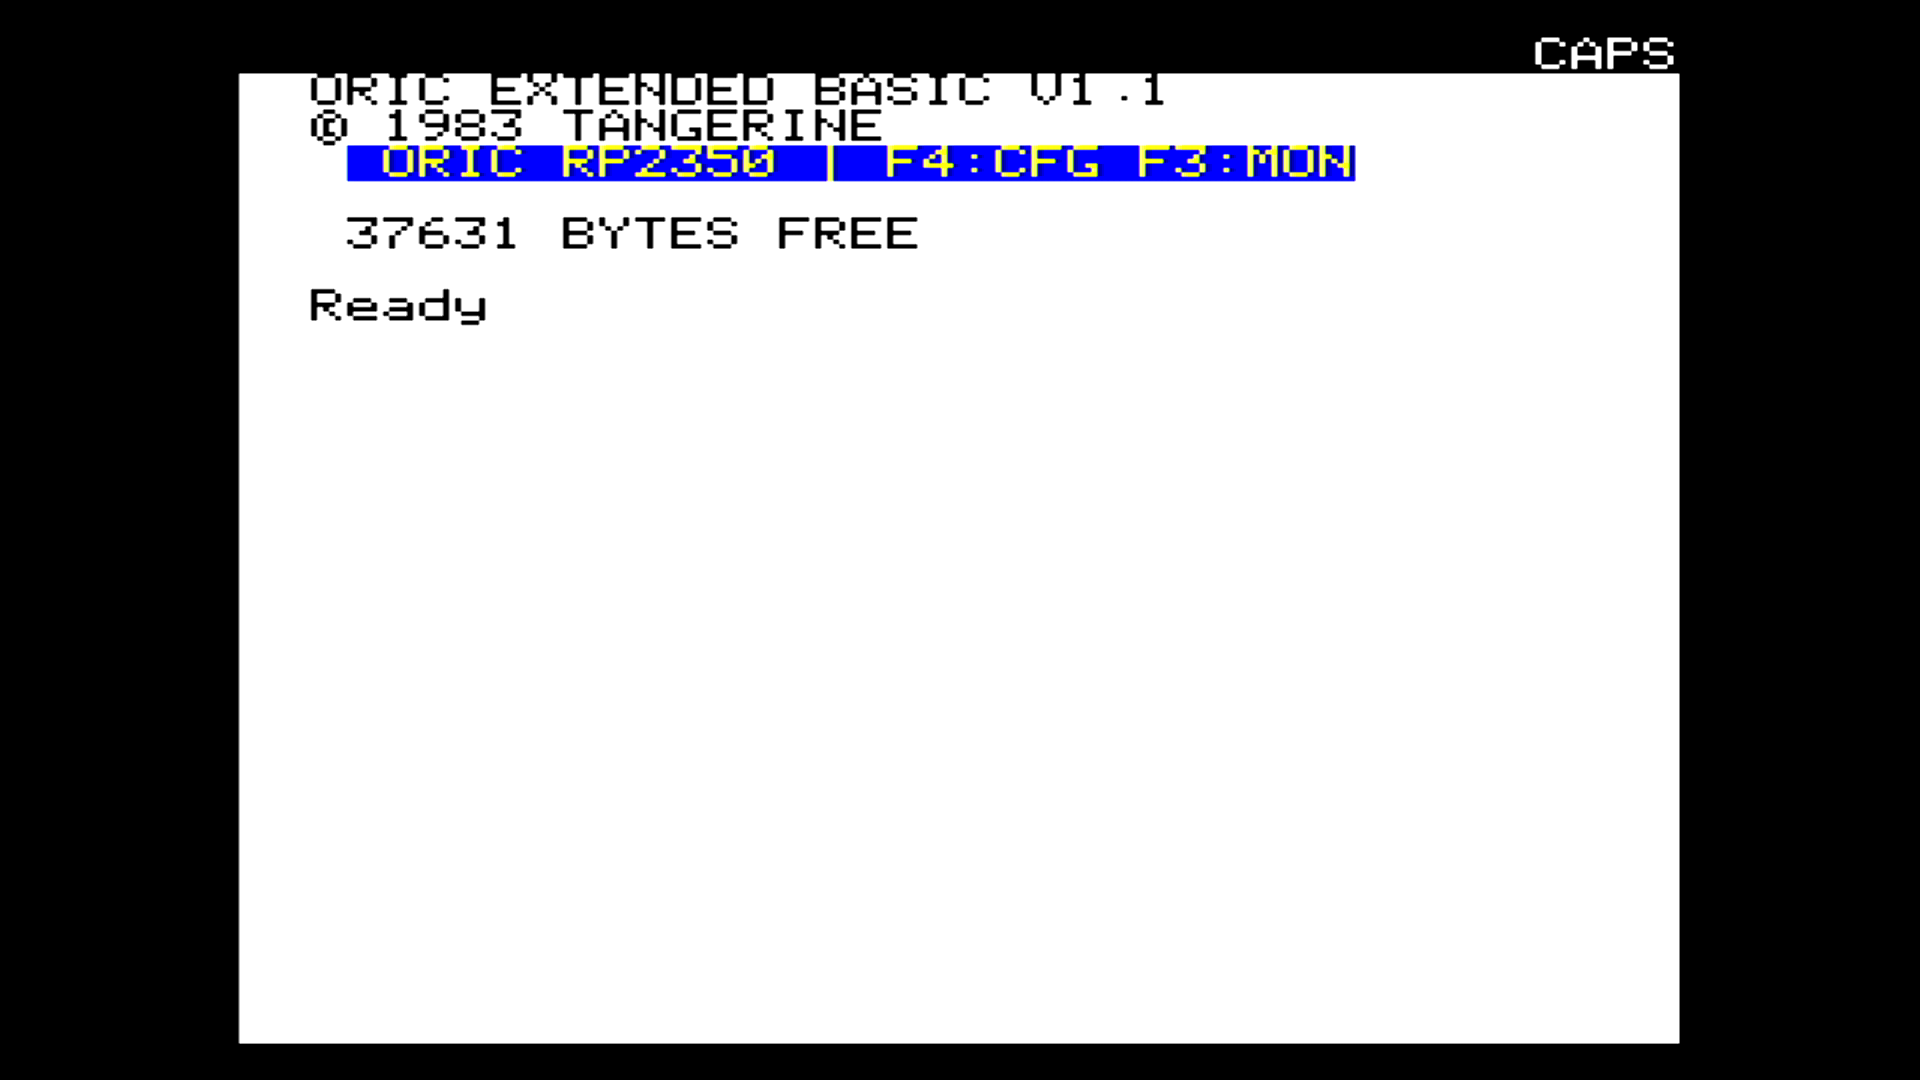 CAPS
ORIC EXTENDED BASIC V1.1
© 1983 TANGERINE
ORIC RP2350 | F4:CFG F3:MON
37631 BYTES FREE
Ready